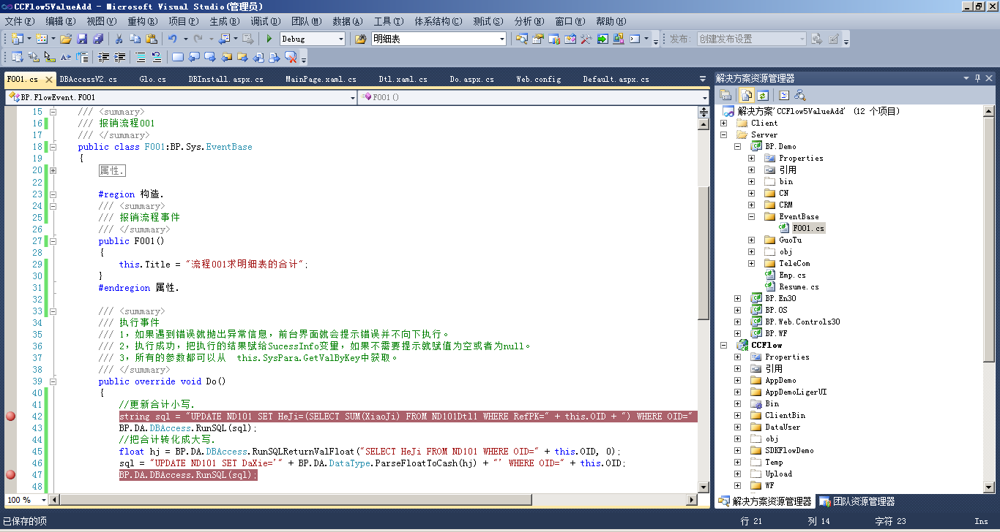 CCFlow5ValueAdd - Microsoft Visual Studio(管理员)
文件(F) 编辑(E) 视图(V) 重构(R) 项目(P) 生成(B) 调试(D) 团队(M) 数据(A) 工具(T) 体系结构(C) 测试(S) 分析(N) 窗口(W) 帮助(H)
Debug 明细表 发布: 创建发布设置
F001.cs DBAccessV2.cs Glo.cs DBInstall.aspx.cs MainPage.xaml.cs Dtl.xaml.cs Do.aspx.cs Web.config Default.aspx.cs
BP.FlowEvent.F001 F001()
15 /// <summary>
16 /// 报销流程001
17 /// </summary>
18 public class F001:BP.Sys.EventBase
19 {
20 属性.
22
23 #region 构造.
24 /// <summary>
25 /// 报销流程事件
26 /// </summary>
27 public F001()
28 {
29 this.Title = "流程001求明细表的合计";
30 }
31 #endregion 属性.
32
33 /// <summary>
34 /// 执行事件
35 /// 1，如果遇到错误就抛出异常信息，前台界面就会提示错误并不向下执行。
36 /// 2，执行成功，把执行的结果赋给SucessInfo变量，如果不需要提示就赋值为空或者为null。
37 /// 3，所有的参数都可以从 this.SysPara.GetValByKey中获取。
38 /// </summary>
39 public override void Do()
40 {
41 //更新合计小写.
42 string sql = "UPDATE ND101 SET HeJi=(SELECT SUM(XiaoJi) FROM ND101Dtl1 WHERE RefPK=" + this.OID + ") WHERE OID="
43 BP.DA.DBAccess.RunSQL(sql);
44 //把合计转化成大写.
45 float hj = BP.DA.DBAccess.RunSQLReturnValFloat("SELECT HeJi FROM ND101 WHERE OID=" + this.OID, 0);
46 sql = "UPDATE ND101 SET DaXie='" + BP.DA.DataType.ParseFloatToCash(hj) + "' WHERE OID=" + this.OID;
47 BP.DA.DBAccess.RunSQL(sql);
48
100 %
解决方案资源管理器
解决方案'CCFlow5ValueAdd' (12 个项目)
Client
Server
BP.Demo
Properties
引用
bin
CN
CRM
EventBase
F001.cs
GuoTu
obj
TeleCom
Emp.cs
Resume.cs
BP.En30
BP.OS
BP.Web.Controls30
BP.WF
CCFlow
Properties
引用
AppDemo
AppDemoLigerUI
Bin
ClientBin
DataUser
obj
SDKFlowDemo
Temp
Upload
WF
解决方案资源管理器 团队资源管理器
已保存的项 行 21 列 14 字符 23 Ins